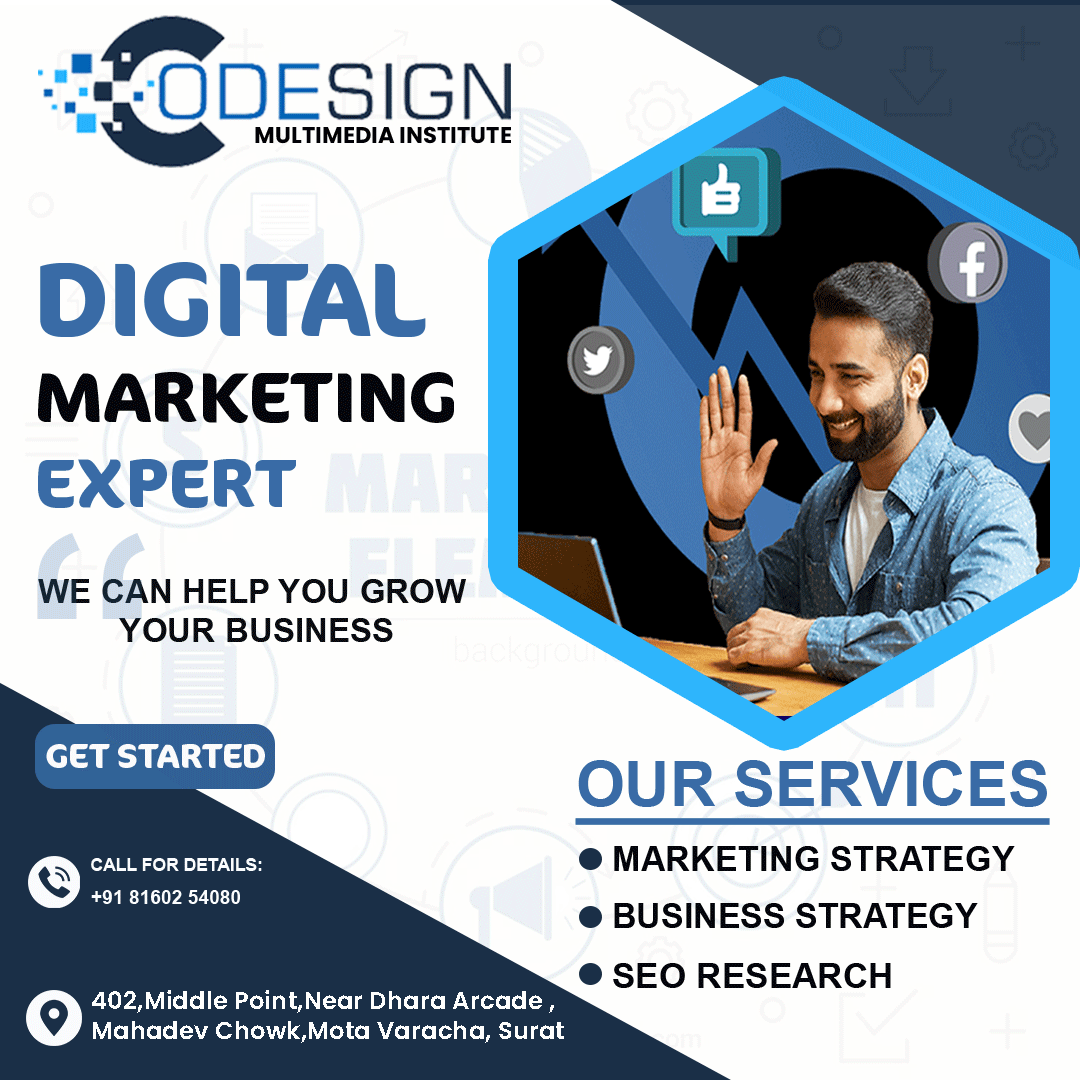 CODESIGN
MULTIMEDIA INSTITUTE
DIGITAL
MARKETING
EXPERT
WE CAN HELP YOU GROW
YOUR BUSINESS
GET STARTED
OUR SERVICES
MARKETING STRATEGY
BUSINESS STRATEGY
SEO RESEARCH
CALL FOR DETAILS:
+91 81602 54080
402,Middle Point,Near Dhara Arcade ,
Mahadev Chowk,Mota Varacha, Surat